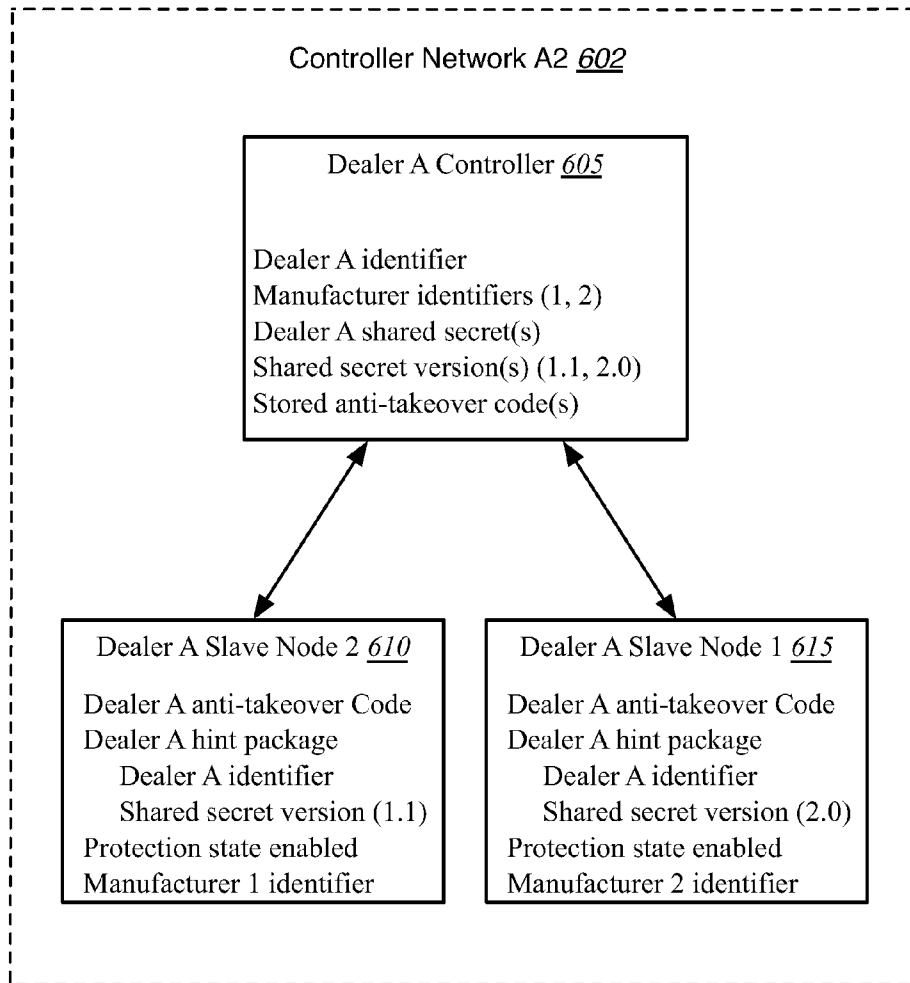 Controller Network A2 602
Dealer A Controller 605
Dealer A identifier
Manufacturer identifiers (1, 2)
Dealer A shared secret(s)
Shared secret version(s) (1.1, 2.0)
Stored anti-takeover code(s)
Dealer A Slave Node 2 610
Dealer A anti-takeover Code
Dealer A hint package
Dealer A identifier
Shared secret version (1.1)
Protection state enabled
Manufacturer 1 identifier
Dealer A Slave Node 1 615
Dealer A anti-takeover Code
Dealer A hint package
Dealer A identifier
Shared secret version (2.0)
Protection state enabled
Manufacturer 2 identifier